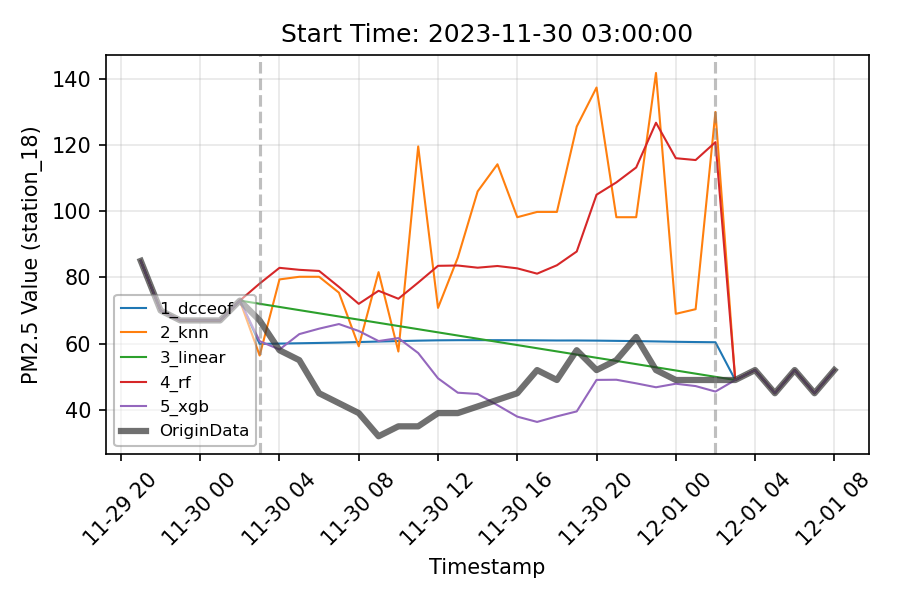 Start Time: 2023-11-30 03:00:00
PM2.5 Value (station_18)
140
120
100
80
60
40
1_dcceof
2_knn
3_linear
4_rf
5_xgb
OriginData
11-29 20
11-30 00
11-30 04
11-30 08
11-30 12
11-30 16
11-30 20
12-01 00
12-01 04
12-01 08
Timestamp